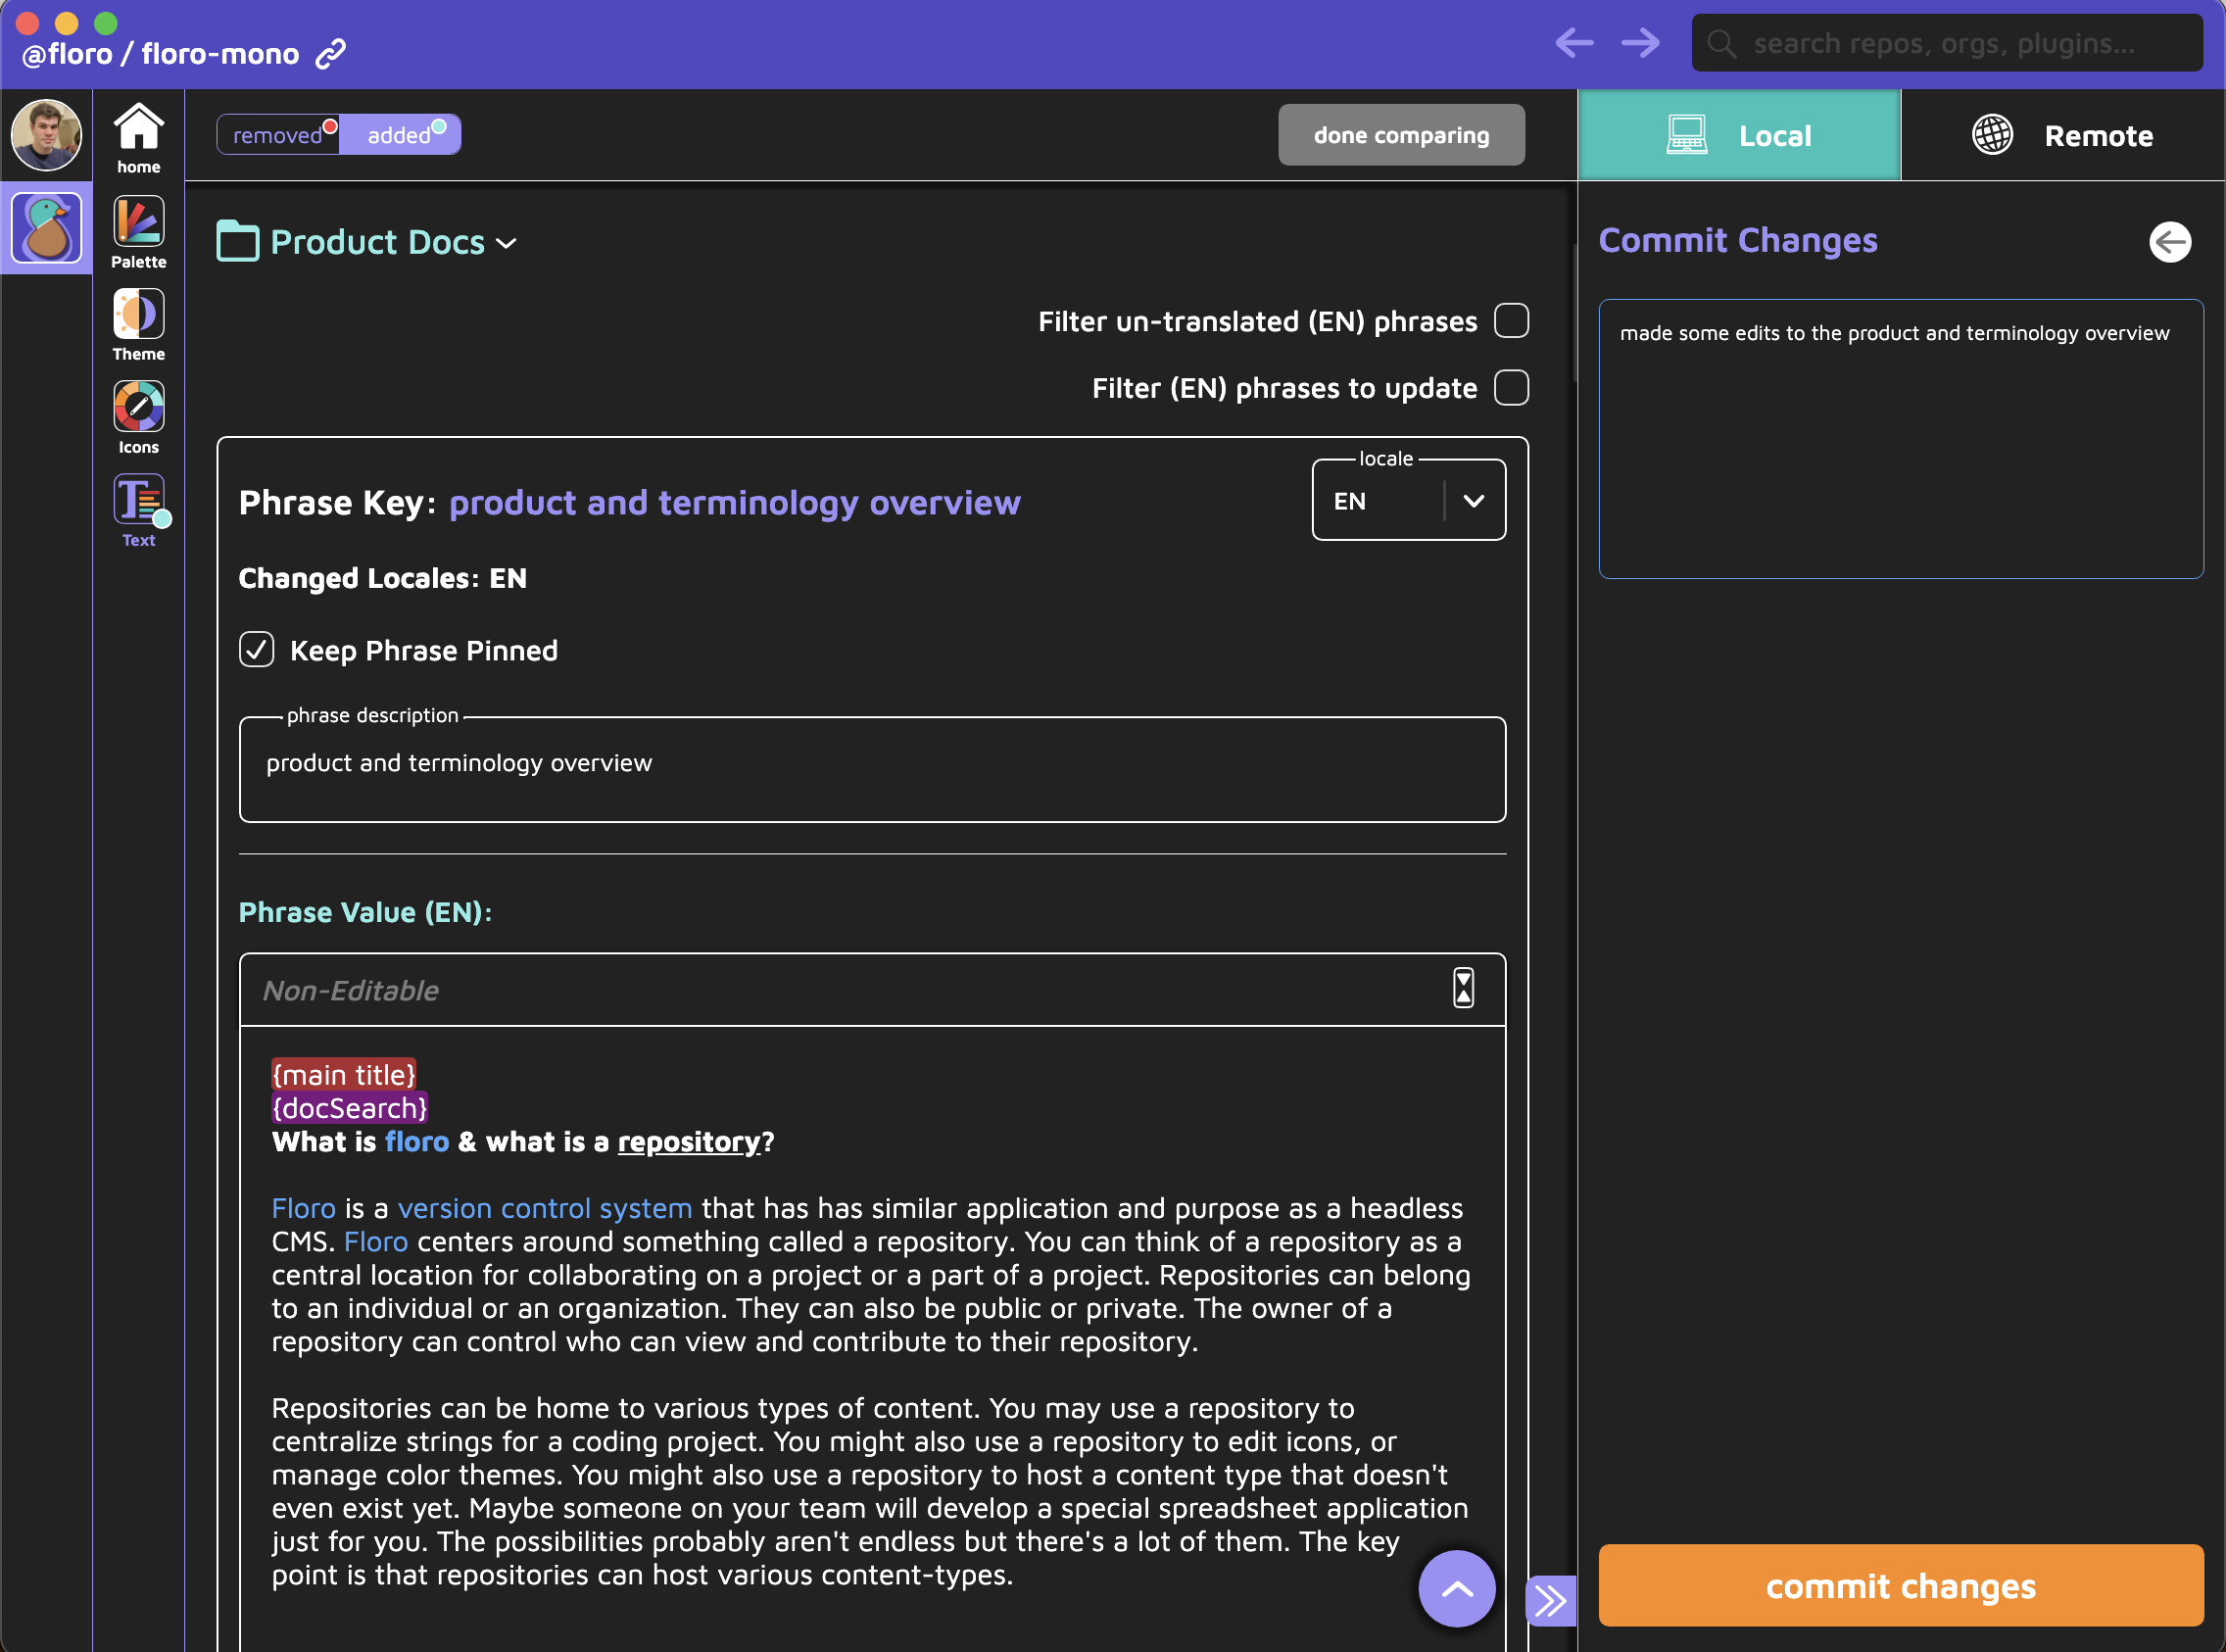 @floro / floro-mono
search repos, orgs, plugins...
home
Palette
Theme
Icons
Text
removed
added
done comparing
Product Docs
Filter un-translated (EN) phrases
Filter (EN) phrases to update
Phrase Key: product and terminology overview
locale
EN
Changed Locales: EN
Keep Phrase Pinned
phrase description
product and terminology overview
Phrase Value (EN):
Non-Editable
{main title}
{docSearch}
What is floro & what is a repository?
Floro is a version control system that has has similar application and purpose as a headless
CMS. Floro centers around something called a repository. You can think of a repository as a
central location for collaborating on a project or a part of a project. Repositories can belong
to an individual or an organization. They can also be public or private. The owner of a
repository can control who can view and contribute to their repository.
Repositories can be home to various types of content. You may use a repository to
centralize strings for a coding project. You might also use a repository to edit icons, or
manage color themes. You might also use a repository to host a content type that doesn't
even exist yet. Maybe someone on your team will develop a special spreadsheet application
just for you. The possibilities probably aren't endless but there's a lot of them. The key
point is that repositories can host various content-types.
Local
Remote
Commit Changes
made some edits to the product and terminology overview
commit changes